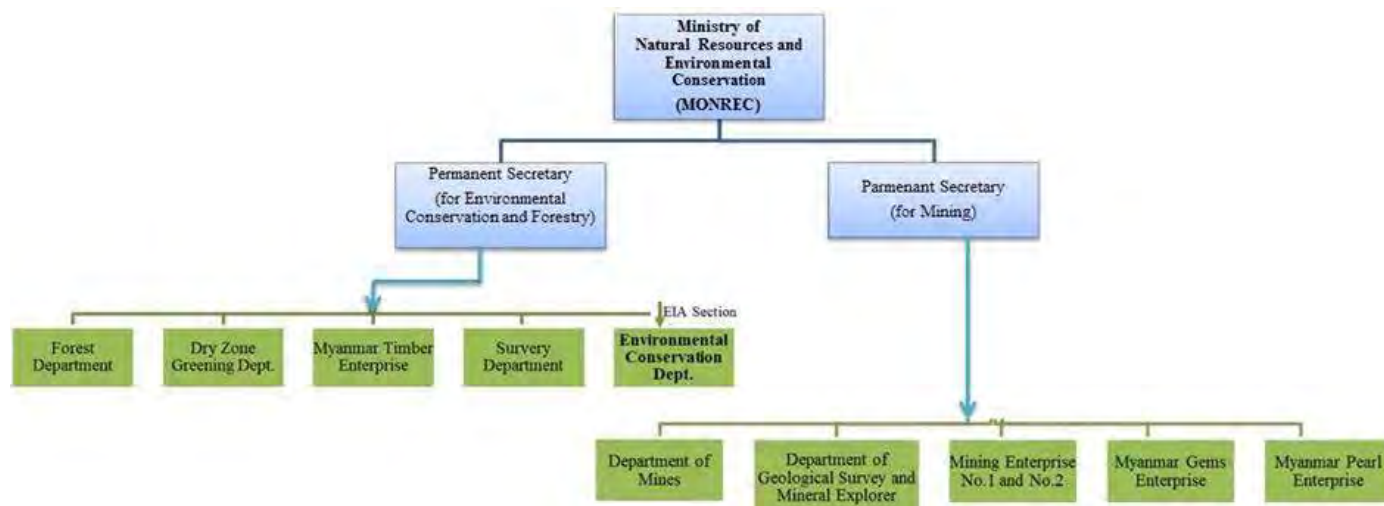 Ministry of
Natural Resources and
Environmental
Conservation
(MONREC)
Permanent Secretary
(for Environmental
Conservation and Forestry)
Parmenant Secretary
(for Mining)
EIA Section
Forest
Department
Dry Zone
Greening Dept.
Myanmar Timber
Enterprise
Survery
Department
Environmental
Conservation
Dept.
Department of
Mines
Department of
Geological Survey and
Mineral Explorer
Mining Enterprise
No.1 and No.2
Myanmar Gems
Enterprise
Myanmar Pearl
Enterprise